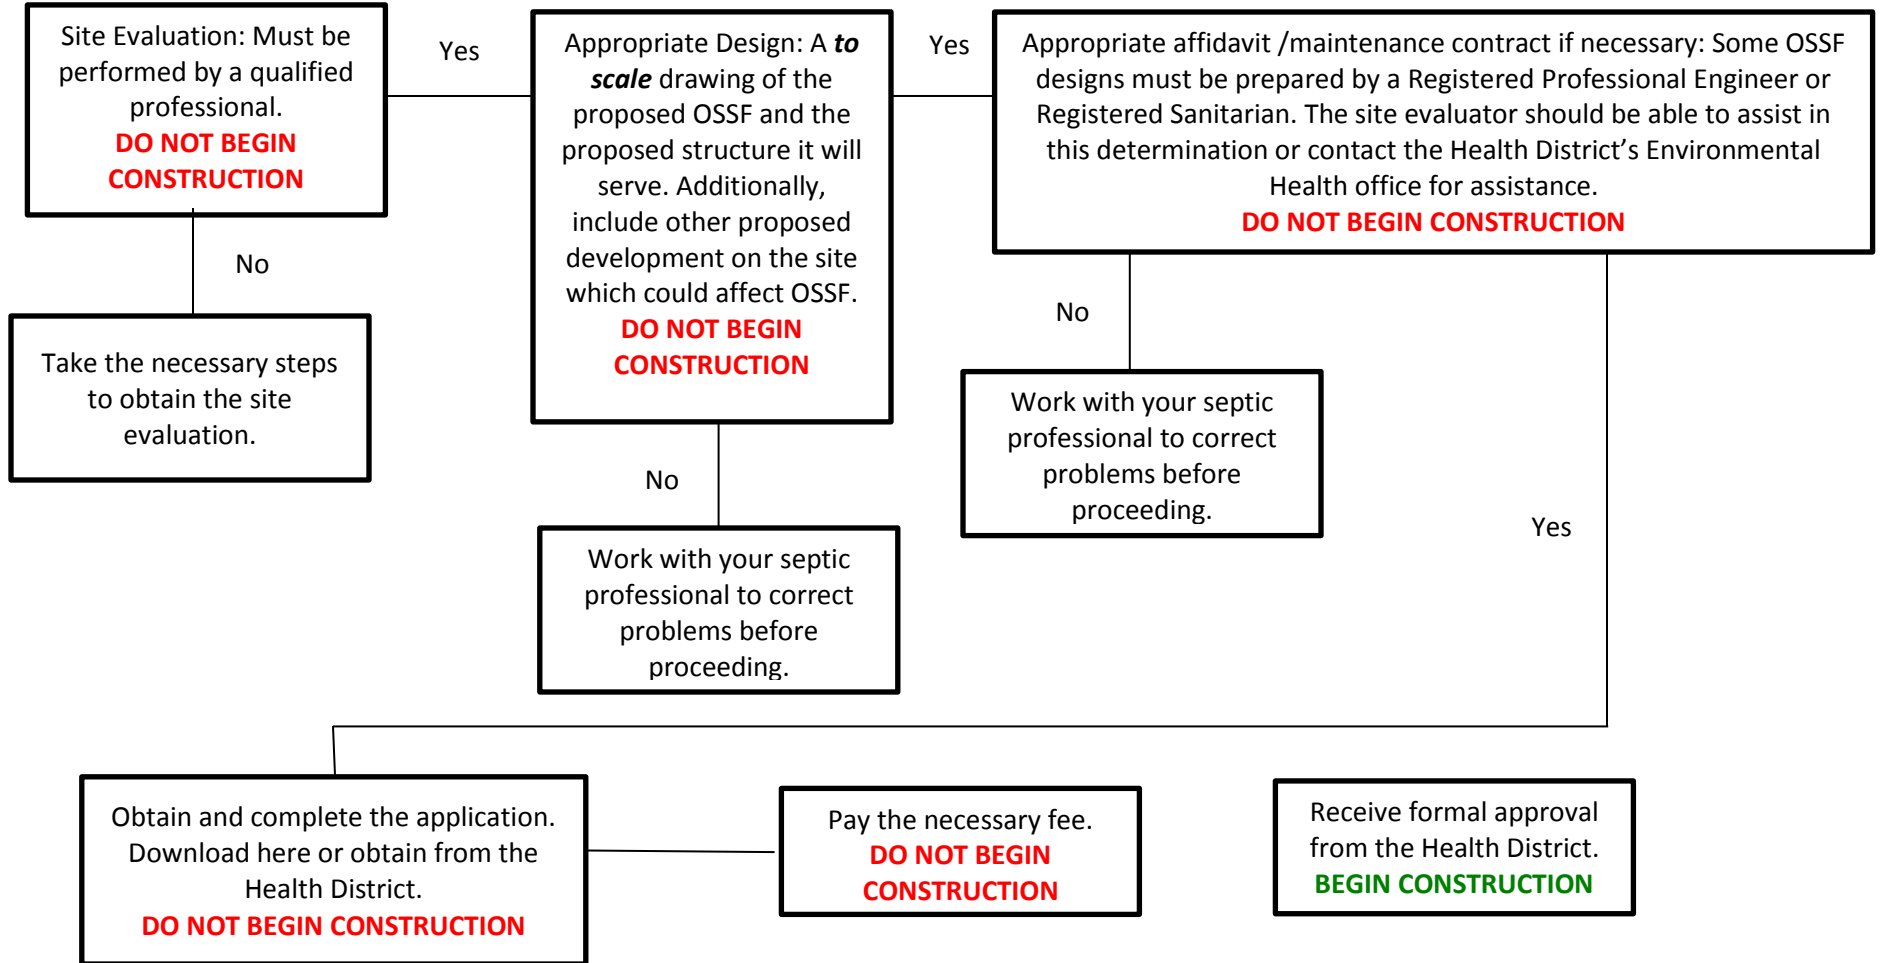 Site Evaluation: Must be
performed by a qualified
professional.
DO NOT BEGIN
CONSTRUCTION
Yes
Appropriate Design: A to
scale drawing of the
proposed OSSF and the
proposed structure it will
serve. Additionally,
include other proposed
development on the site
which could affect OSSF.
DO NOT BEGIN
CONSTRUCTION
Yes
Appropriate affidavit /maintenance contract if necessary: Some OSSF
designs must be prepared by a Registered Professional Engineer or
Registered Sanitarian. The site evaluator should be able to assist in
this determination or contact the Health District’s Environmental
Health office for assistance.
DO NOT BEGIN CONSTRUCTION
No
Take the necessary steps
to obtain the site
evaluation.
No
Work with your septic
professional to correct
problems before
proceeding.
No
Work with your septic
professional to correct
problems before
proceeding.
Yes
Obtain and complete the application.
Download here or obtain from the
Health District.
DO NOT BEGIN CONSTRUCTION
Pay the necessary fee.
DO NOT BEGIN
CONSTRUCTION
Receive formal approval
from the Health District.
BEGIN CONSTRUCTION